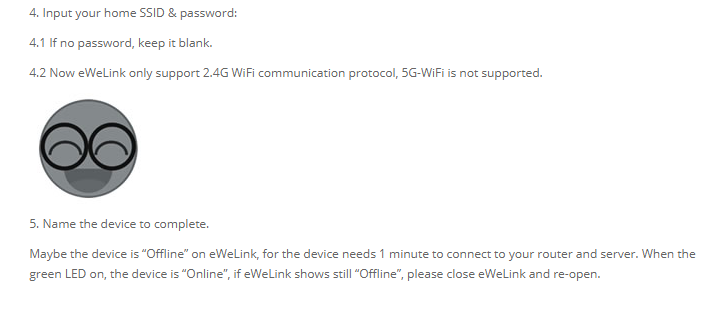 4. Input your home SSID & password:
4.1 If no password, keep it blank.
4.2 Now eWeLink only support 2.4G WiFi communication protocol, 5G-WiFi is not supported.
5. Name the device to complete.
Maybe the device is “Offline” on eWeLink, for the device needs 1 minute to connect to your router and server. When the
green LED on, the device is “Online”, if eWeLink shows still “Offline”, please close eWeLink and re-open.